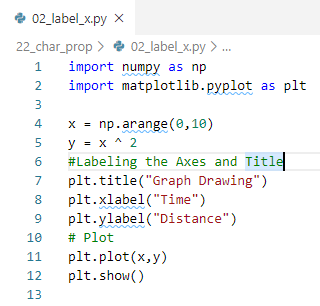 02_label_x.py ×
22_char_prop > 02_label_x.py > ...
1 import numpy as np
2 import matplotlib.pyplot as plt
3
4 x = np.arange(0,10)
5 y = x ^ 2
6 #Labeling the Axes and Title
7 plt.title("Graph Drawing")
8 plt.xlabel("Time")
9 plt.ylabel("Distance")
10 # Plot
11 plt.plot(x,y)
12 plt.show()
13